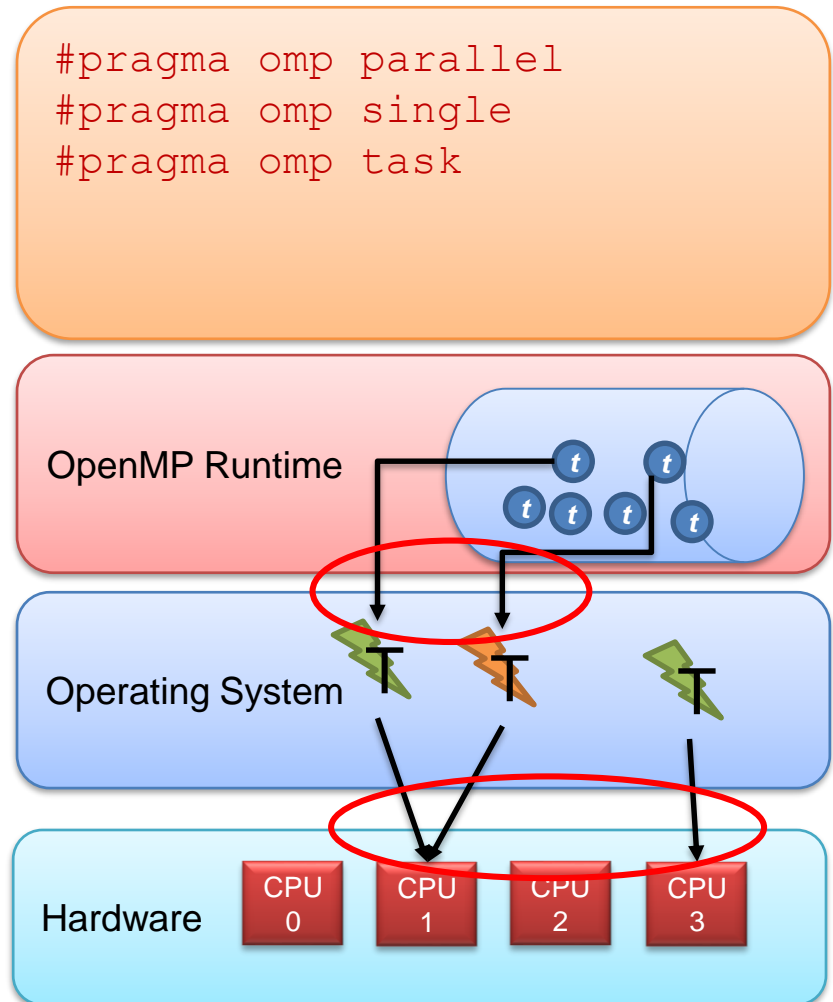 #pragma omp parallel
#pragma omp single
#pragma omp task
OpenMP Runtime
t t
t t t t
Operating System
T T T
Hardware
CPU 0
CPU 1
CPU 2
CPU 3